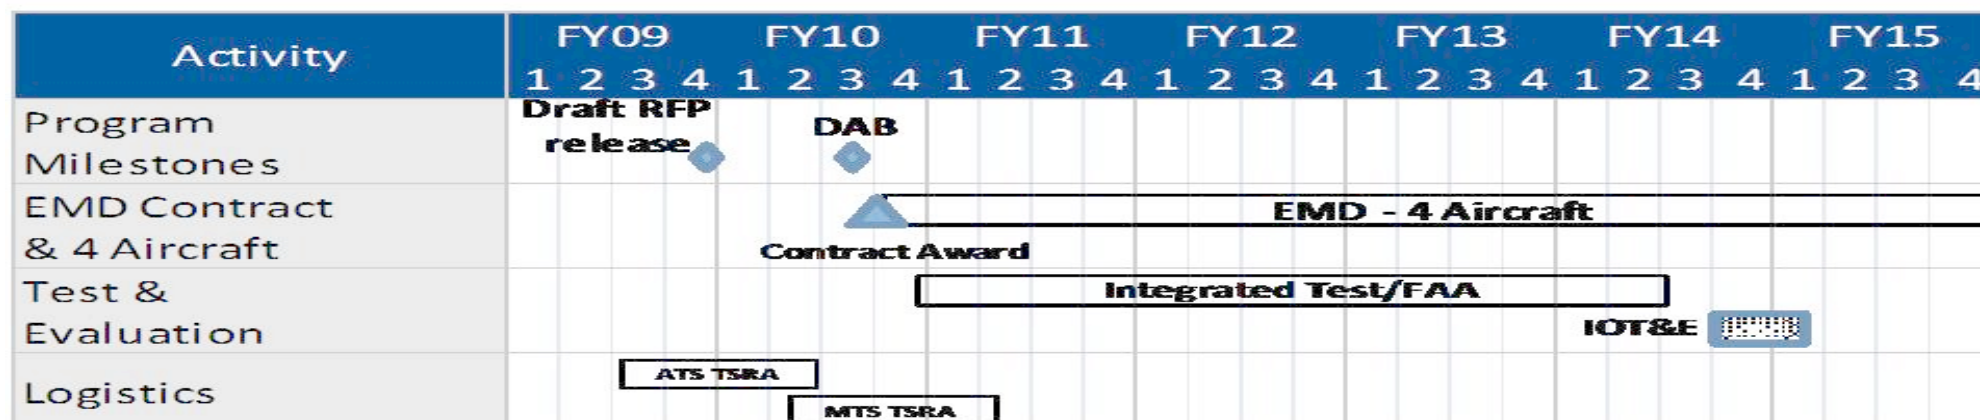 Activity FY09 FY10 FY11 FY12 FY13 FY14 FY15
1 2 3 4 1 2 3 4 1 2 3 4 1 2 3 4 1 2 3 4 1 2 3 4 1 2 3 4
Program
Milestones
Draft RFP
release
DAB
EMD Contract
& 4 Aircraft
EMD - 4 Aircraft
Contract Award
Test &
Evaluation
Integrated Test/FAA
IOT&E
Logistics
ATS TSRA
MTS TSRA